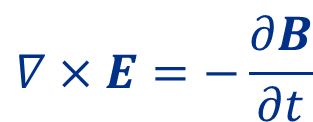 ∇ × E = − ∂B/∂t